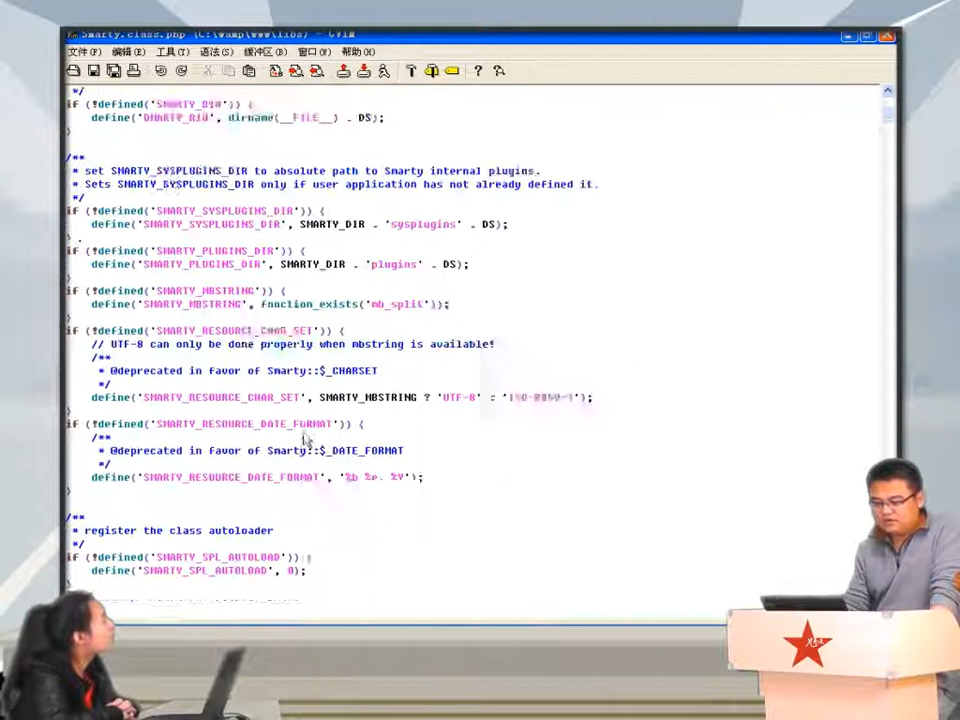 Smarty.class.php (C:\wamp\www\libs) - GVIM
文件(F) 编辑(E) 工具(T) 语法(S) 缓冲区(B) 窗口(W) 帮助(H)
*/
if (!defined('SMARTY_DIR')) {
define('SMARTY_DIR', dirname(__FILE__) . DS);
}
/**
* set SMARTY_SYSPLUGINS_DIR to absolute path to Smarty internal plugins.
* Sets SMARTY_SYSPLUGINS_DIR only if user application has not already defined it.
*/
if (!defined('SMARTY_SYSPLUGINS_DIR')) {
define('SMARTY_SYSPLUGINS_DIR', SMARTY_DIR . 'sysplugins' . DS);
}
if (!defined('SMARTY_PLUGINS_DIR')) {
define('SMARTY_PLUGINS_DIR', SMARTY_DIR . 'plugins' . DS);
}
if (!defined('SMARTY_MBSTRING')) {
define('SMARTY_MBSTRING', function_exists('mb_split'));
}
if (!defined('SMARTY_RESOURCE_CHAR_SET')) {
// UTF-8 can only be done properly when mbstring is available!
/**
* @deprecated in favor of Smarty::$_CHARSET
*/
define('SMARTY_RESOURCE_CHAR_SET', SMARTY_MBSTRING ? 'UTF-8' : 'ISO-8859-1');
}
if (!defined('SMARTY_RESOURCE_DATE_FORMAT')) {
/**
* @deprecated in favor of Smarty::$_DATE_FORMAT
*/
define('SMARTY_RESOURCE_DATE_FORMAT', '%b %e, %Y');
}
/**
* register the class autoloader
*/
if (!defined('SMARTY_SPL_AUTOLOAD')) {
define('SMARTY_SPL_AUTOLOAD', 0);
}